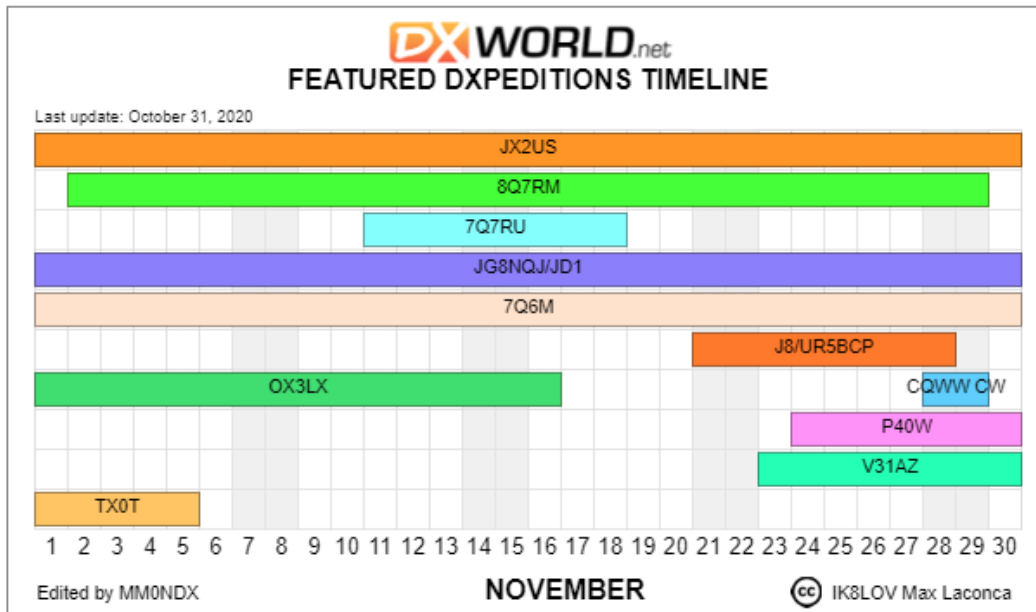 DX WORLD.net
FEATURED DXPEDITIONS TIMELINE
Last update: October 31, 2020
JX2US
8Q7RM
7Q7RU
JG8NQJ/JD1
7Q6M
J8/UR5BCP
OX3LX CQWW CW
P40W
V31AZ
TX0T
1 2 3 4 5 6 7 8 9 10 11 12 13 14 15 16 17 18 19 20 21 22 23 24 25 26 27 28 29 30
Edited by MM0NDX NOVEMBER cc IK8LOV Max Laconca